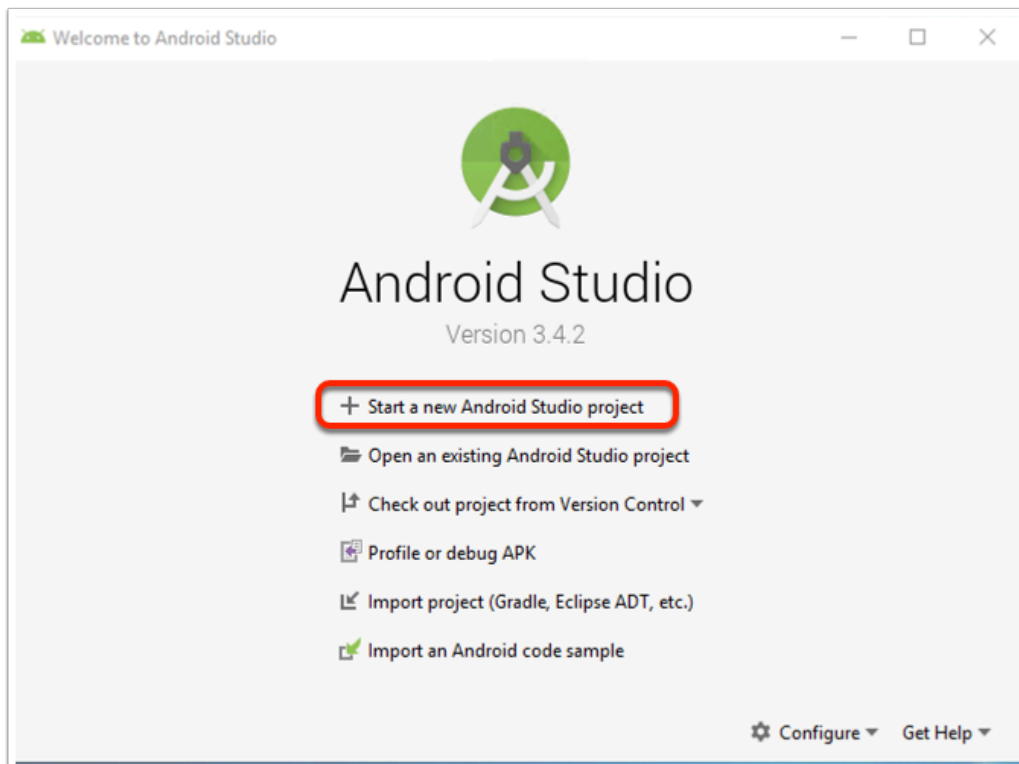 Welcome to Android Studio
Android Studio
Version 3.4.2
Start a new Android Studio project
Open an existing Android Studio project
Check out project from Version Control
Profile or debug APK
Import project (Gradle, Eclipse ADT, etc.)
Import an Android code sample
Configure Get Help